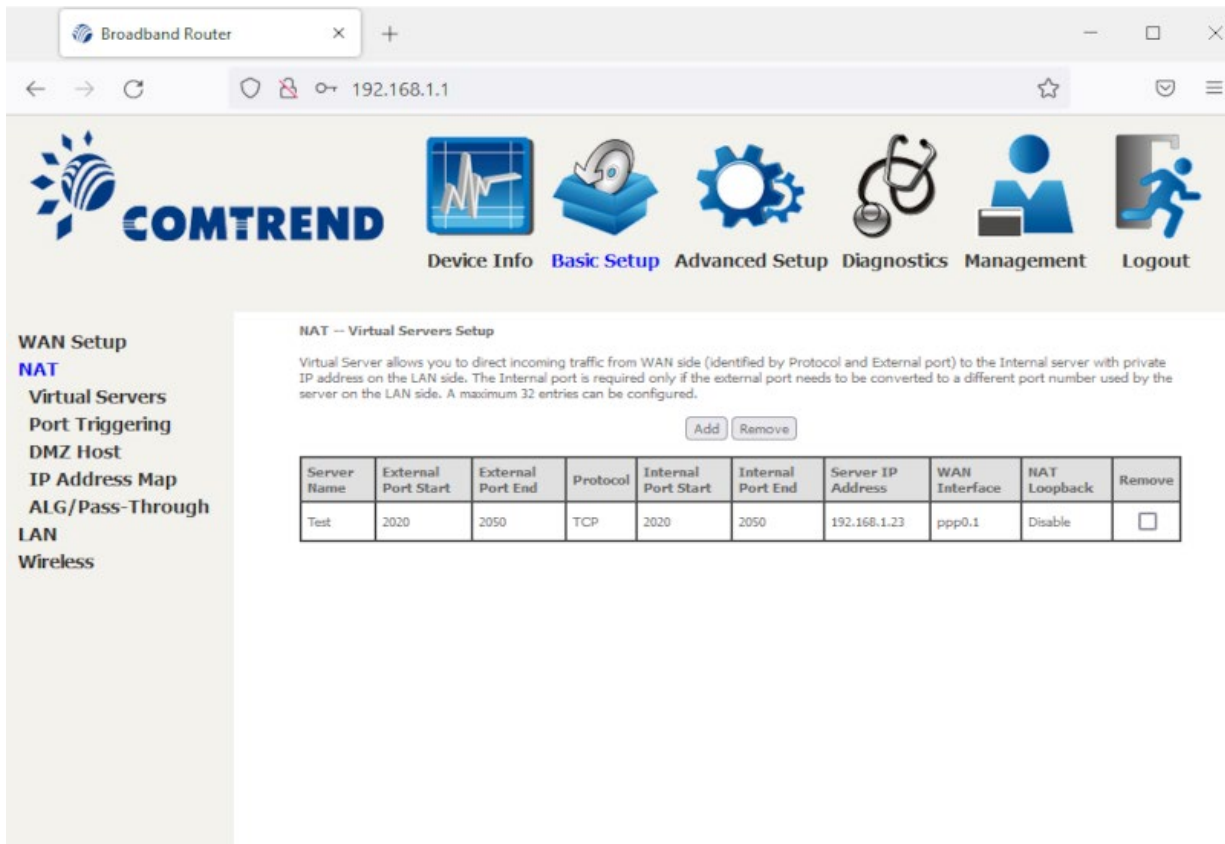 Broadband Router
192.168.1.1
COMTREND
Device Info Basic Setup Advanced Setup Diagnostics Management Logout
WAN Setup
NAT
Virtual Servers
Port Triggering
DMZ Host
IP Address Map
ALG/Pass-Through
LAN
Wireless
NAT -- Virtual Servers Setup
Virtual Server allows you to direct incoming traffic from WAN side (identified by Protocol and External port) to the Internal server with private
IP address on the LAN side. The Internal port is required only if the external port needs to be converted to a different port number used by the
server on the LAN side. A maximum 32 entries can be configured.
Add Remove
Server Name External Port Start External Port End Protocol Internal Port Start Internal Port End Server IP Address WAN Interface NAT Loopback Remove
Test 2020 2050 TCP 2020 2050 192.168.1.23 ppp0.1 Disable